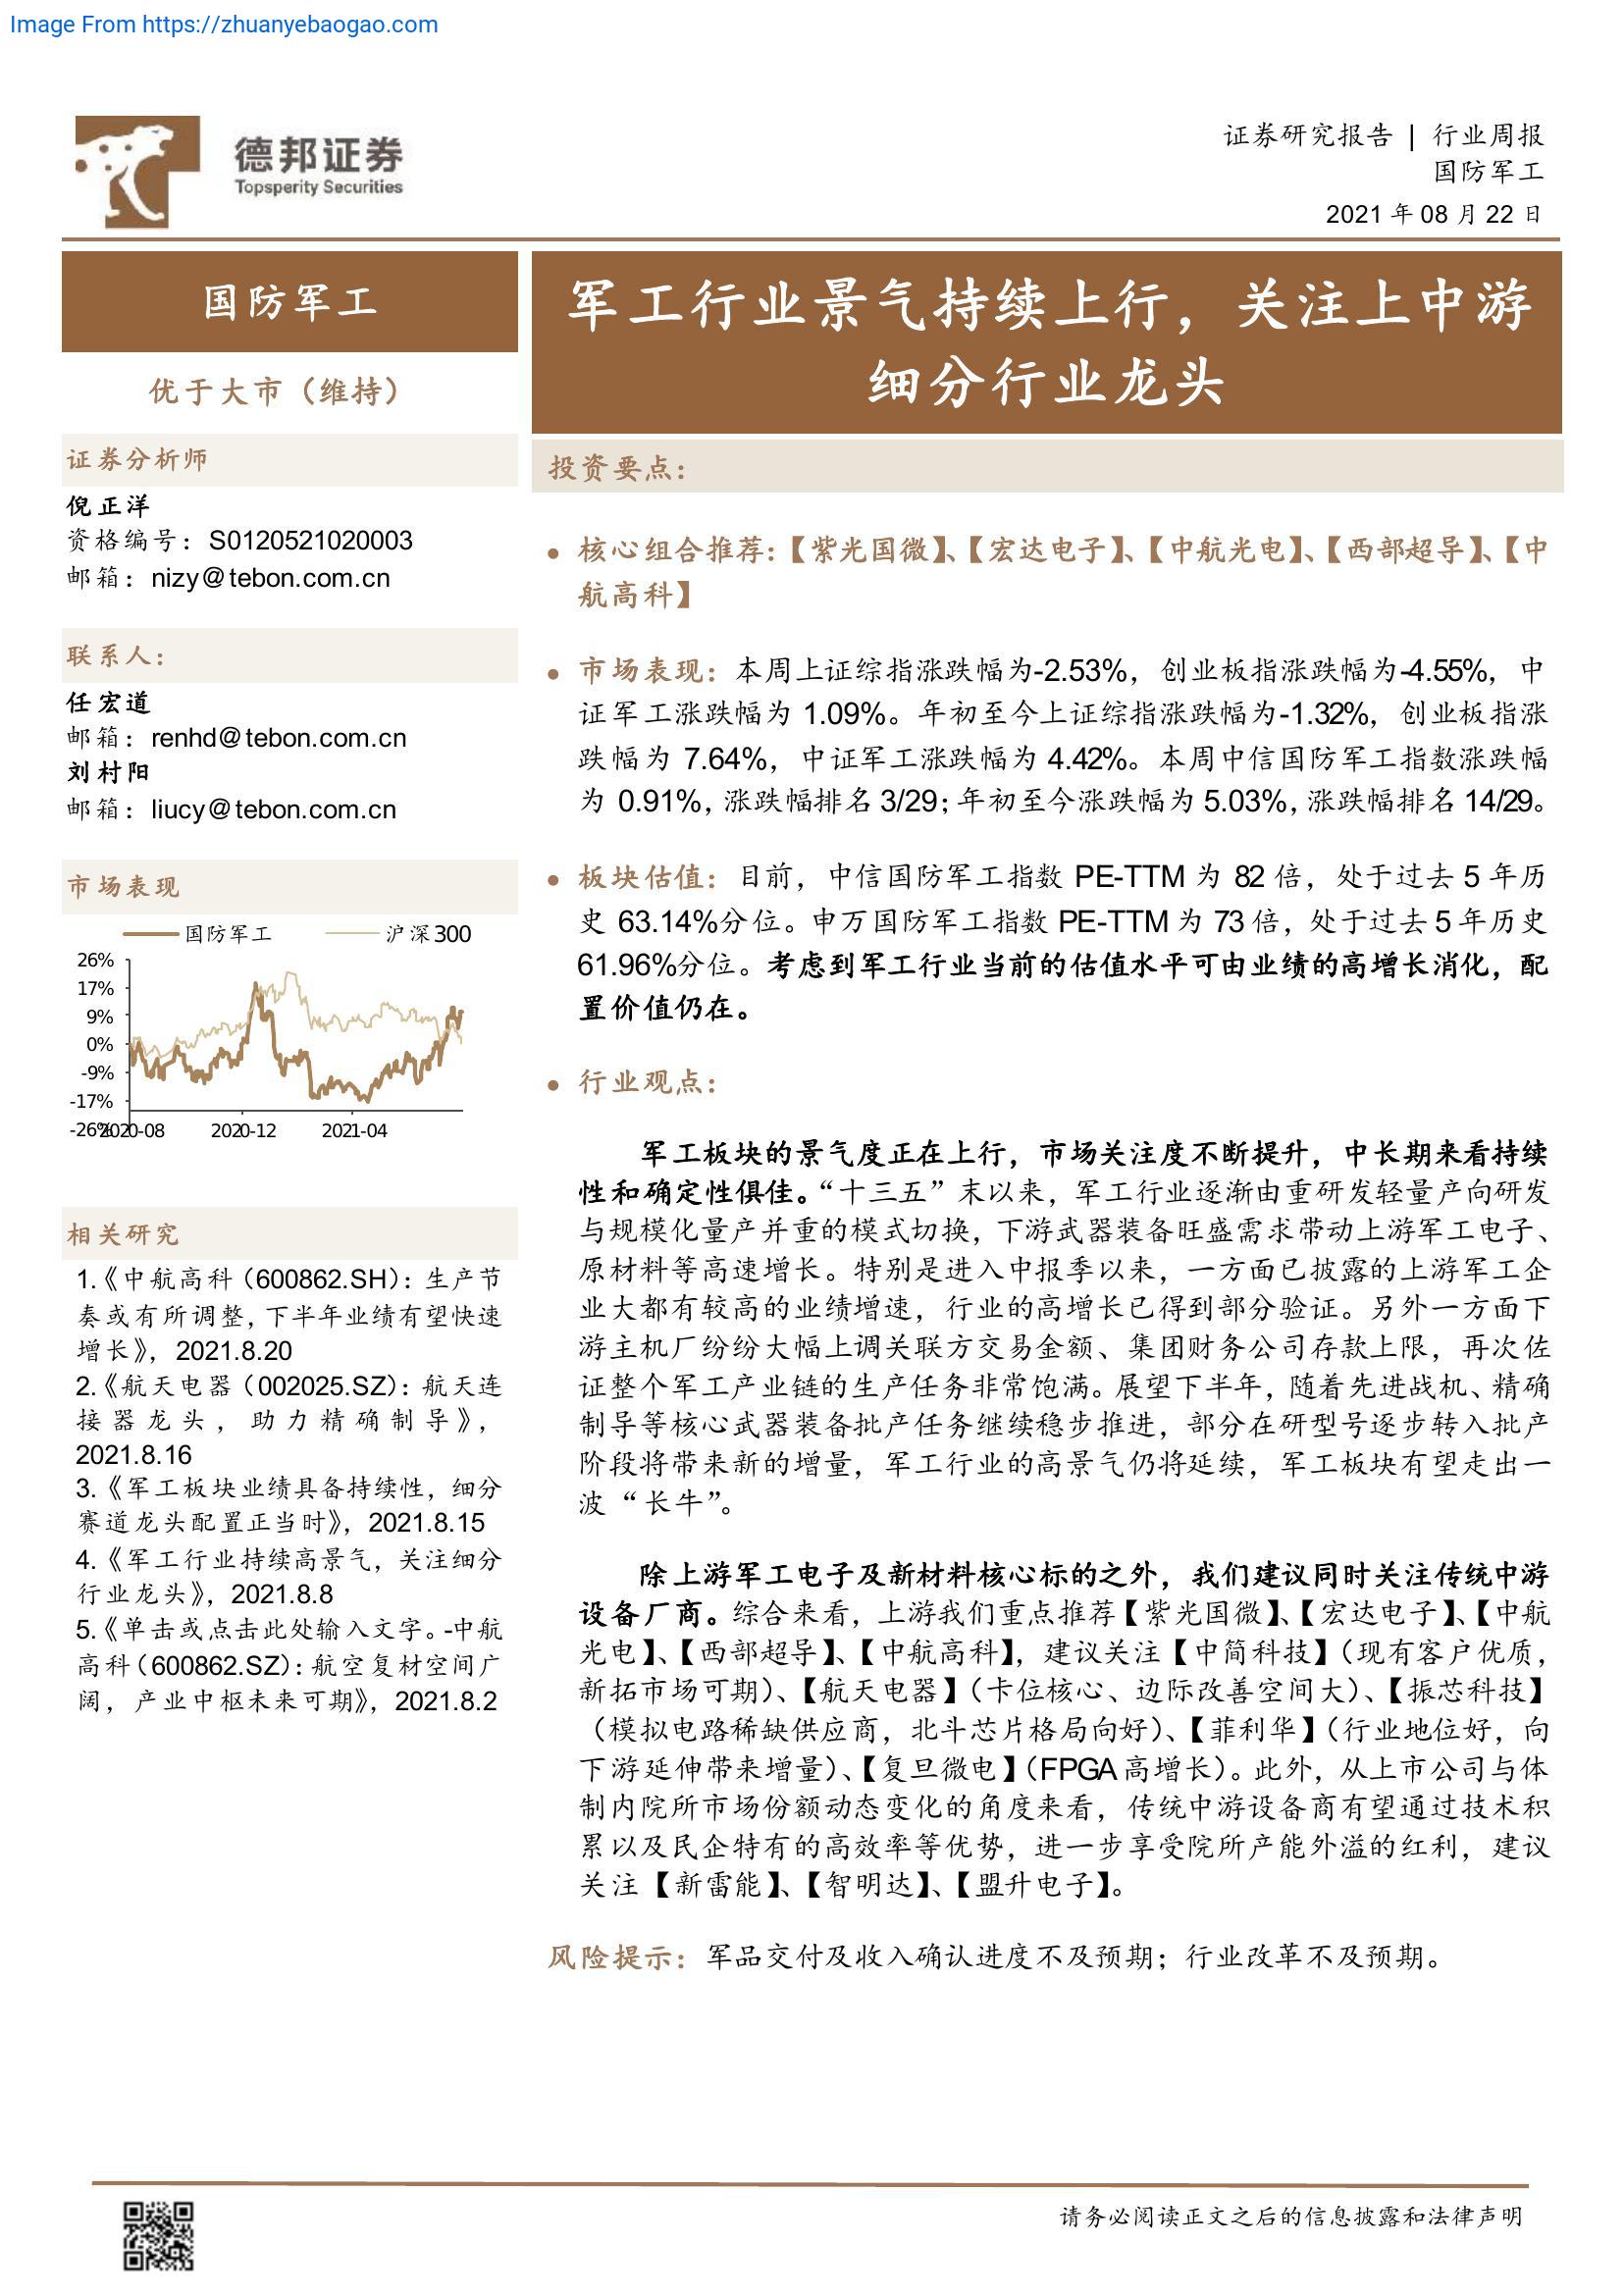 Image From https://zhuanyebaogao.com
德邦证券
Topsperity Securities
证券研究报告 | 行业周报
国防军工
2021 年 08 月 22 日
国防军工
优于大市（维持）
证券分析师
倪正洋
资格编号：S0120521020003
邮箱：nizy@tebon.com.cn
联系人：
任宏道
邮箱：renhd@tebon.com.cn
刘村阳
邮箱：liucy@tebon.com.cn
市场表现
国防军工 沪深300
26%
17%
9%
0%
-9%
-17%
-26%
2020-08 2020-12 2021-04
相关研究
1.《中航高科（600862.SH）：生产节
奏或有所调整，下半年业绩有望快速
增长》，2021.8.20
2.《航天电器（002025.SZ）：航天连
接器龙头，助力精确制导》，
2021.8.16
3.《军工板块业绩具备持续性，细分
赛道龙头配置正当时》，2021.8.15
4.《军工行业持续高景气，关注细分
行业龙头》，2021.8.8
5.《单击或点击此处输入文字。-中航
高科（600862.SZ）：航空复材空间广
阔，产业中枢未来可期》，2021.8.2
军工行业景气持续上行，关注上中游
细分行业龙头
投资要点：
● 核心组合推荐：【紫光国微】、【宏达电子】、【中航光电】、【西部超导】、【中
航高科】
● 市场表现：本周上证综指涨跌幅为-2.53%，创业板指涨跌幅为-4.55%，中
证军工涨跌幅为 1.09%。年初至今上证综指涨跌幅为-1.32%，创业板指涨
跌幅为 7.64%，中证军工涨跌幅为 4.42%。本周中信国防军工指数涨跌幅
为 0.91%，涨跌幅排名 3/29；年初至今涨跌幅为 5.03%，涨跌幅排名 14/29。
● 板块估值：目前，中信国防军工指数 PE-TTM 为 82 倍，处于过去 5 年历
史 63.14%分位。申万国防军工指数 PE-TTM 为 73 倍，处于过去 5 年历史
61.96%分位。考虑到军工行业当前的估值水平可由业绩的高增长消化，配
置价值仍在。
● 行业观点：
军工板块的景气度正在上行，市场关注度不断提升，中长期来看持续
性和确定性俱佳。“十三五”末以来，军工行业逐渐由重研发轻量产向研发
与规模化量产并重的模式切换，下游武器装备旺盛需求带动上游军工电子、
原材料等高速增长。特别是进入中报季以来，一方面已披露的上游军工企
业大都有较高的业绩增速，行业的高增长已得到部分验证。另外一方面下
游主机厂纷纷大幅上调关联方交易金额、集团财务公司存款上限，再次佐
证整个军工产业链的生产任务非常饱满。展望下半年，随着先进战机、精确
制导等核心武器装备批产任务继续稳步推进，部分在研型号逐步转入批产
阶段将带来新的增量，军工行业的高景气仍将延续，军工板块有望走出一
波“长牛”。
除上游军工电子及新材料核心标的之外，我们建议同时关注传统中游
设备厂商。综合来看，上游我们重点推荐【紫光国微】、【宏达电子】、【中航
光电】、【西部超导】、【中航高科】，建议关注【中简科技】（现有客户优质，
新拓市场可期）、【航天电器】（卡位核心、边际改善空间大）、【振芯科技】
（模拟电路稀缺供应商，北斗芯片格局向好）、【菲利华】（行业地位好，向
下游延伸带来增量）、【复旦微电】（FPGA 高增长）。此外，从上市公司与体
制内院所市场份额动态变化的角度来看，传统中游设备商有望通过技术积
累以及民企特有的高效率等优势，进一步享受院所产能外溢的红利，建议
关注【新雷能】、【智明达】、【盟升电子】。
风险提示：军品交付及收入确认进度不及预期；行业改革不及预期。
请务必阅读正文之后的信息披露和法律声明